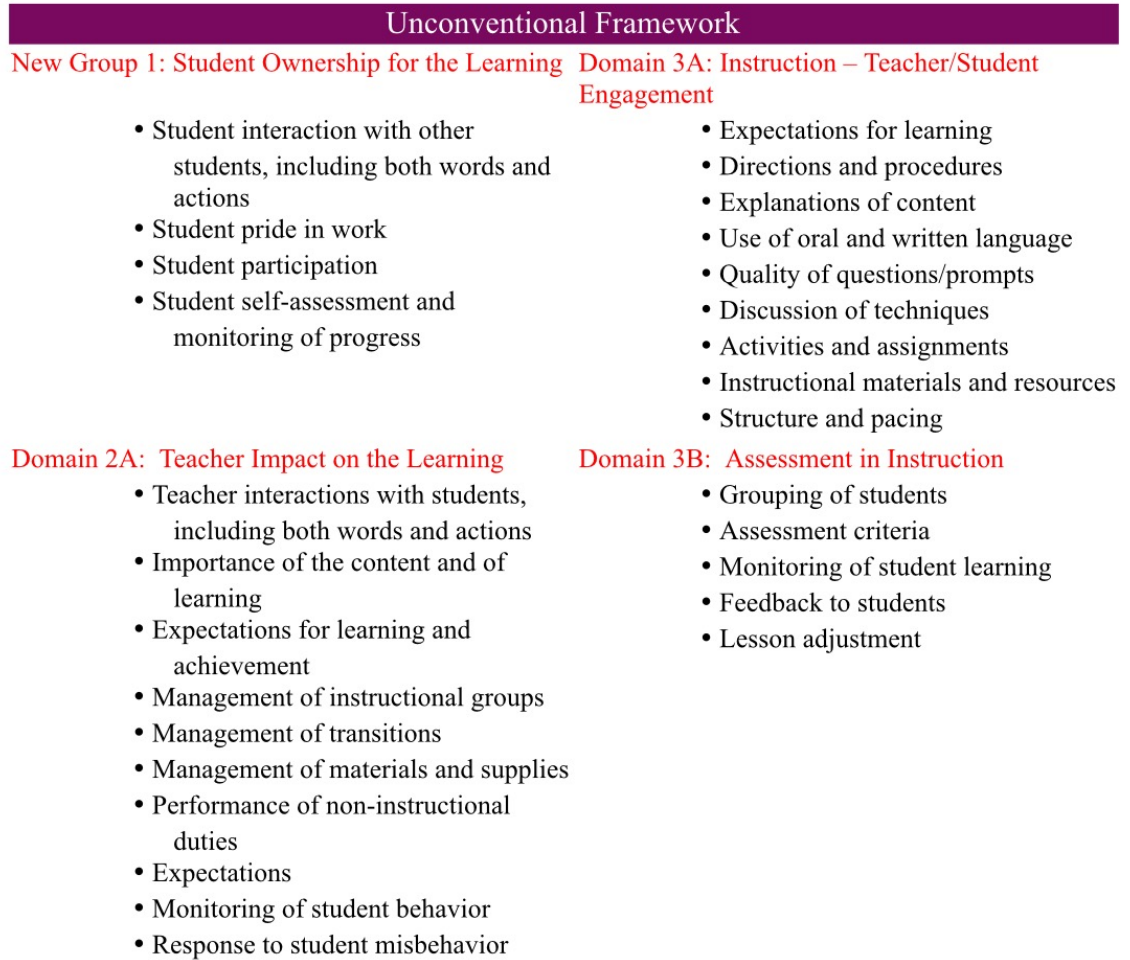 Unconventional Framework
New Group 1: Student Ownership for the Learning
• Student interaction with other
students, including both words and
actions
• Student pride in work
• Student participation
• Student self-assessment and
monitoring of progress
Domain 3A: Instruction – Teacher/Student
Engagement
• Expectations for learning
• Directions and procedures
• Explanations of content
• Use of oral and written language
• Quality of questions/prompts
• Discussion of techniques
• Activities and assignments
• Instructional materials and resources
• Structure and pacing
Domain 2A:  Teacher Impact on the Learning
• Teacher interactions with students,
including both words and actions
• Importance of the content and of
learning
• Expectations for learning and
achievement
• Management of instructional groups
• Management of transitions
• Management of materials and supplies
• Performance of non-instructional
duties
• Expectations
• Monitoring of student behavior
• Response to student misbehavior
Domain 3B:  Assessment in Instruction
• Grouping of students
• Assessment criteria
• Monitoring of student learning
• Feedback to students
• Lesson adjustment